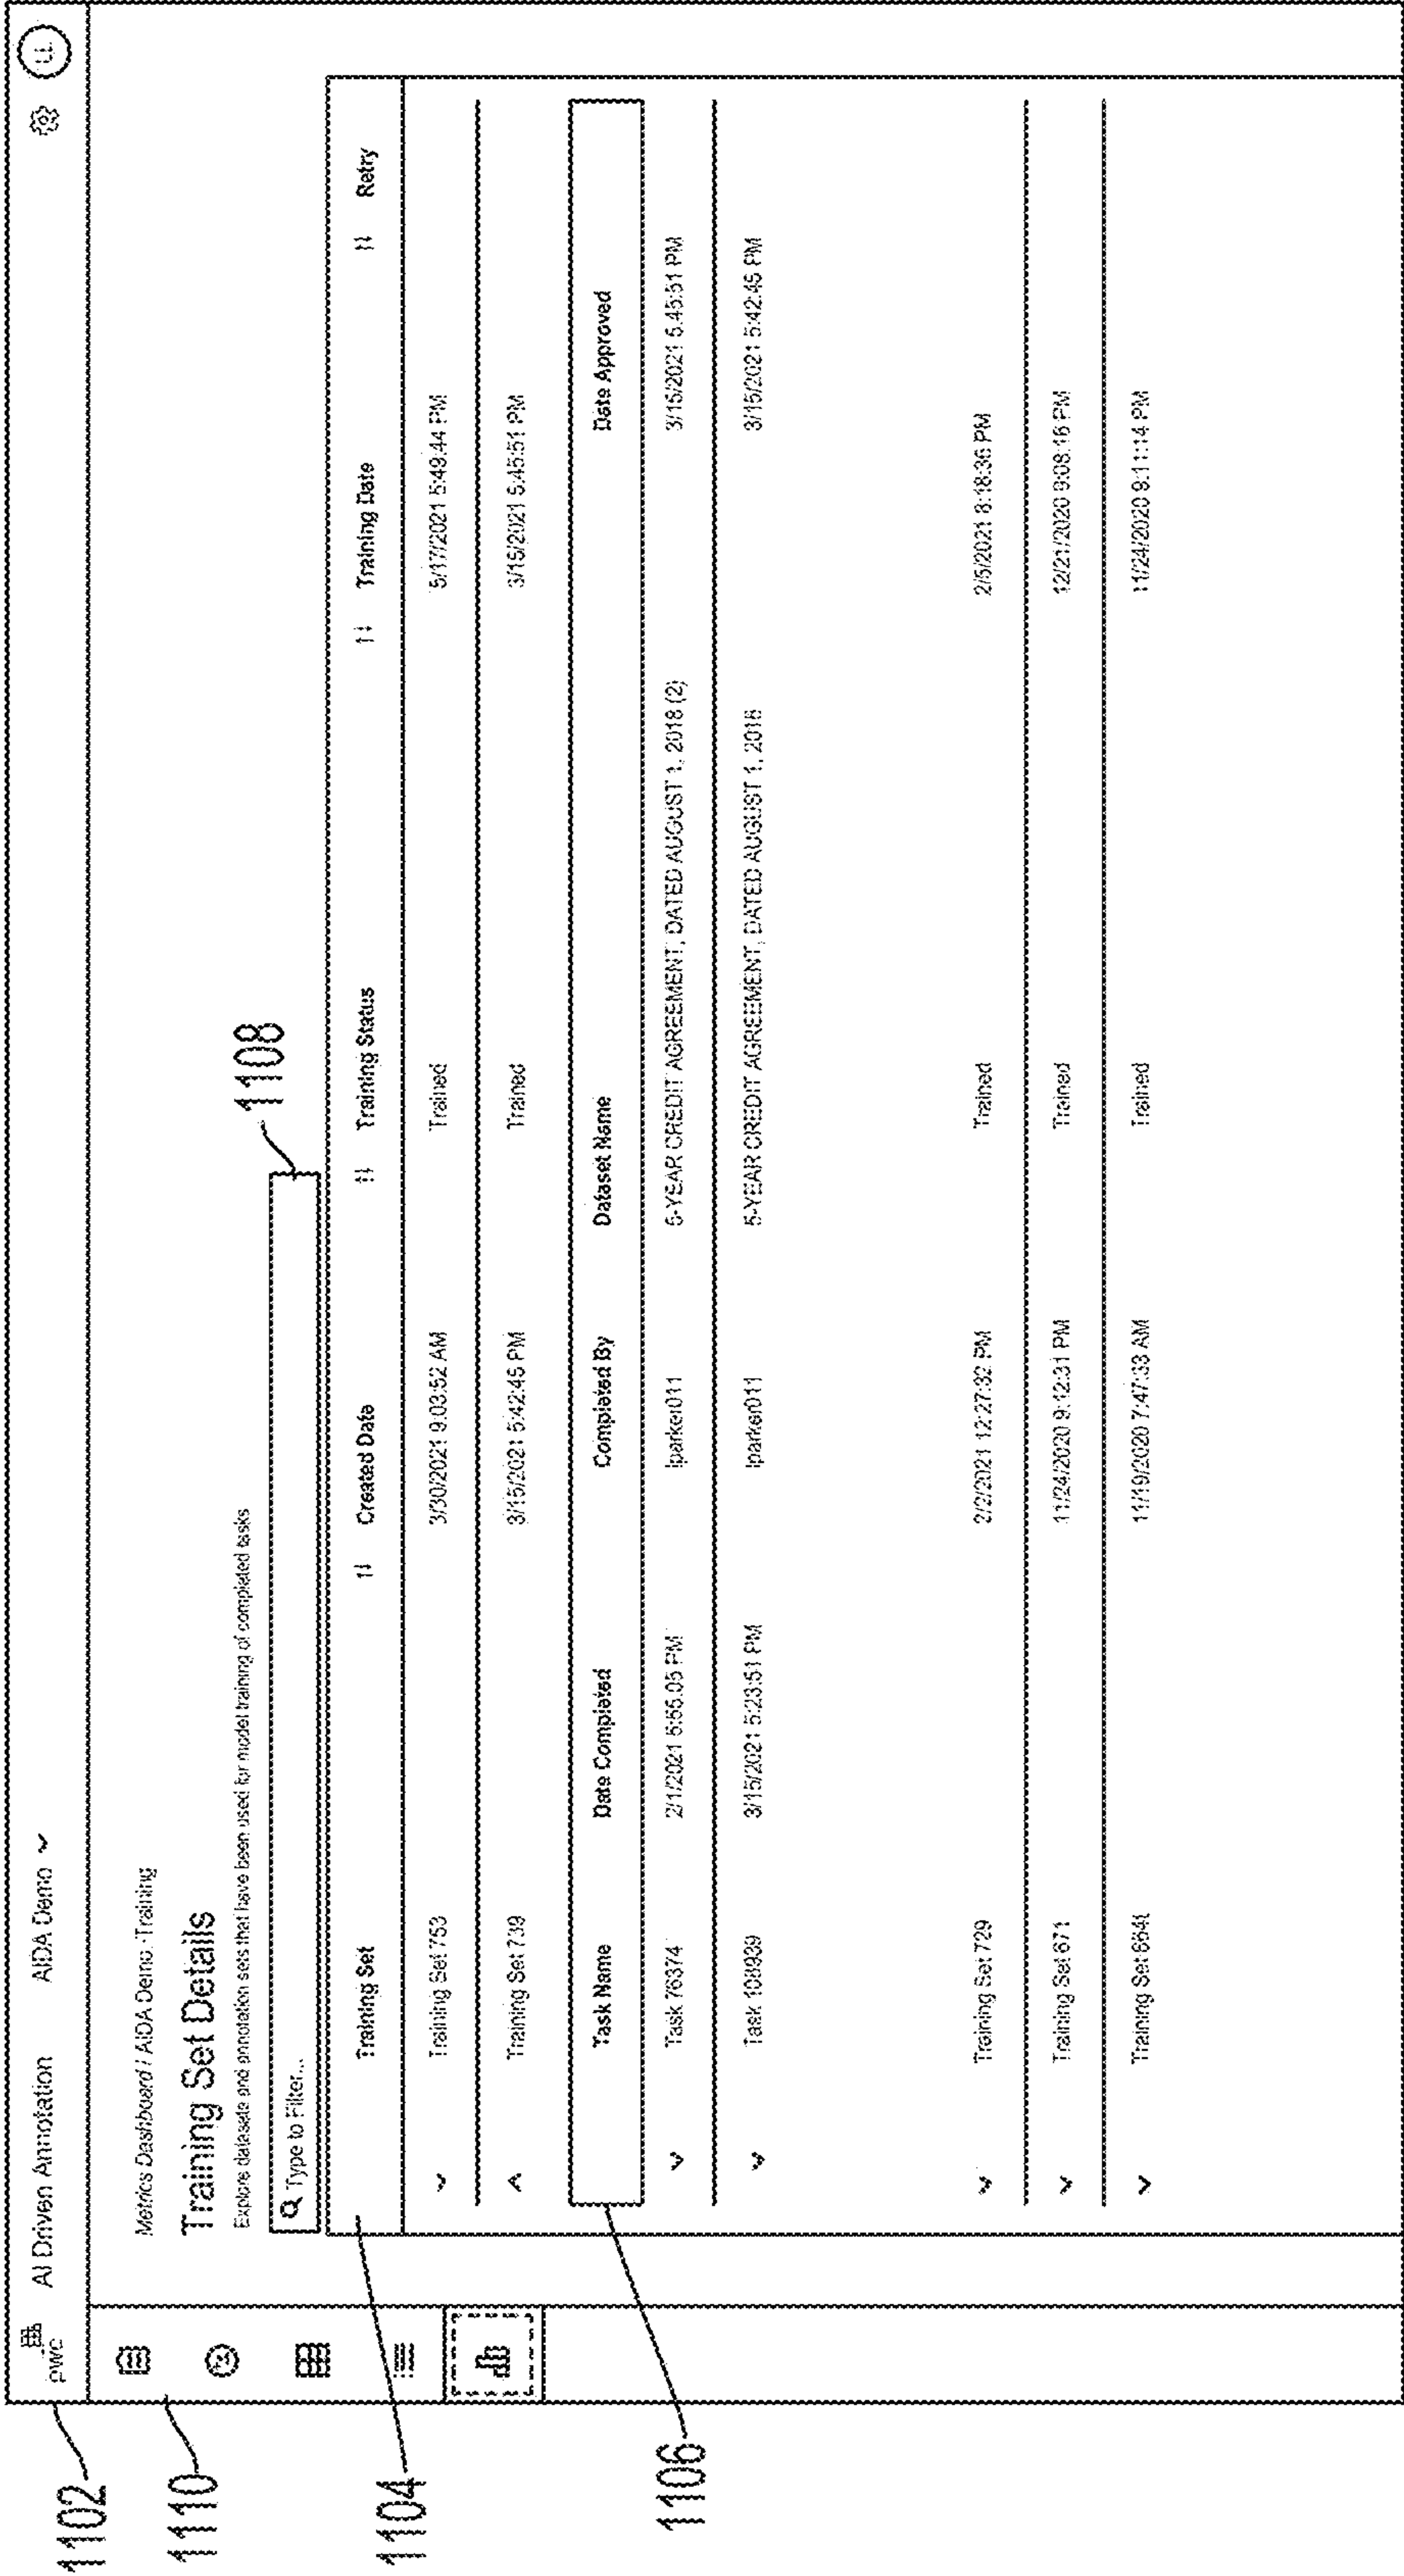 pwc AI Driven Annotation AIDA Demo LL
Metrics Dashboard / AIDA Demo : Training
Training Set Details
Explore datasets and annotation sets that have been used for model training of completed tasks
1108
Type to Filter...
Training Set Created Date Training Status Training Date Retry
Training Set 753 3/30/2021 9:03:52 AM Trained 5/17/2021 5:49:44 PM
Training Set 739 3/15/2021 5:42:45 PM Trained 3/15/2021 5:45:51 PM
Task Name Date Completed Completed By Dataset Name Date Approved
Task 76374 2/1/2021 5:55:05 PM lparker011 5-YEAR CREDIT AGREEMENT, DATED AUGUST 1, 2018 (2) 3/15/2021 5:45:51 PM
Task 108939 3/15/2021 5:23:51 PM lparker011 5-YEAR CREDIT AGREEMENT, DATED AUGUST 1, 2018 3/15/2021 5:42:45 PM
Training Set 729 2/2/2021 12:27:32 PM Trained 2/5/2021 8:18:36 PM
Training Set 671 11/24/2020 9:12:31 PM Trained 12/21/2020 9:08:16 PM
Training Set 11/19/2020 7:47:33 AM Trained 11/24/2020 9:11:14 PM
1102
1110
1104
1106